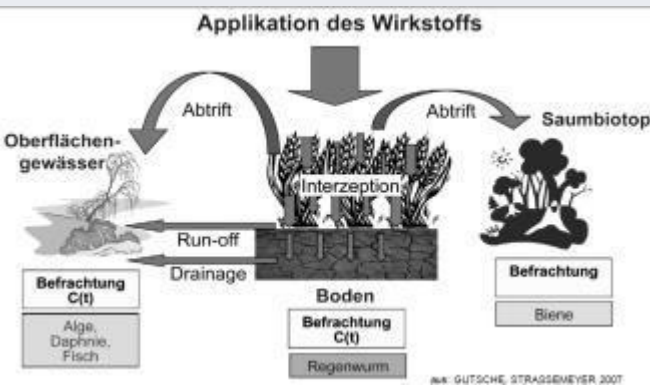 Applikation des Wirkstoffs
Abtrift
Abtrift
Oberflächen-
gewässer
Saumbiotop
Interzeption
Run-off
Drainage
Befrachtung
C(t)
Alge,
Daphnie,
Fisch
Boden
Befrachtung
C(t)
Regenwurm
Befrachtung
Biene
aus: GUTSCHE, STRASSEMEYER 2007